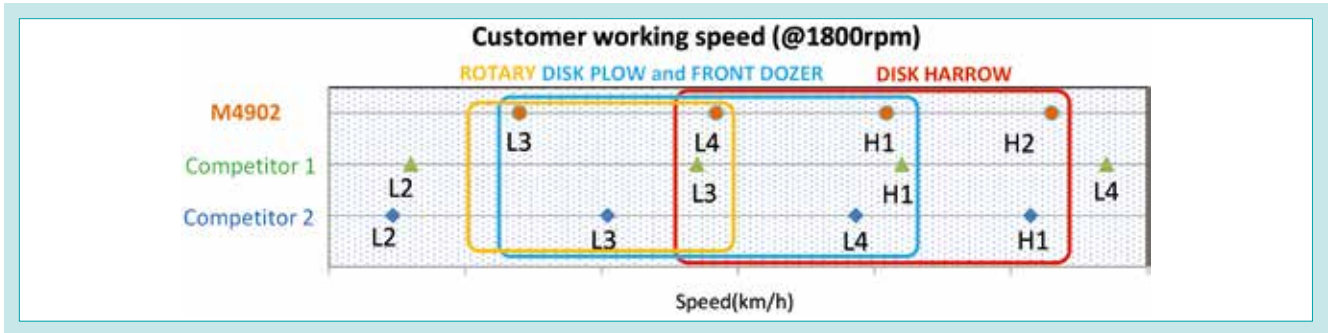 Customer working speed (@1800rpm)
ROTARY DISK PLOW and FRONT DOZER DISK HARROW
M4902
L3 L4 H1 H2
Competitor 1
L2 L3 H1 L4
Competitor 2
L2 L3 L4 H1
Speed(km/h)